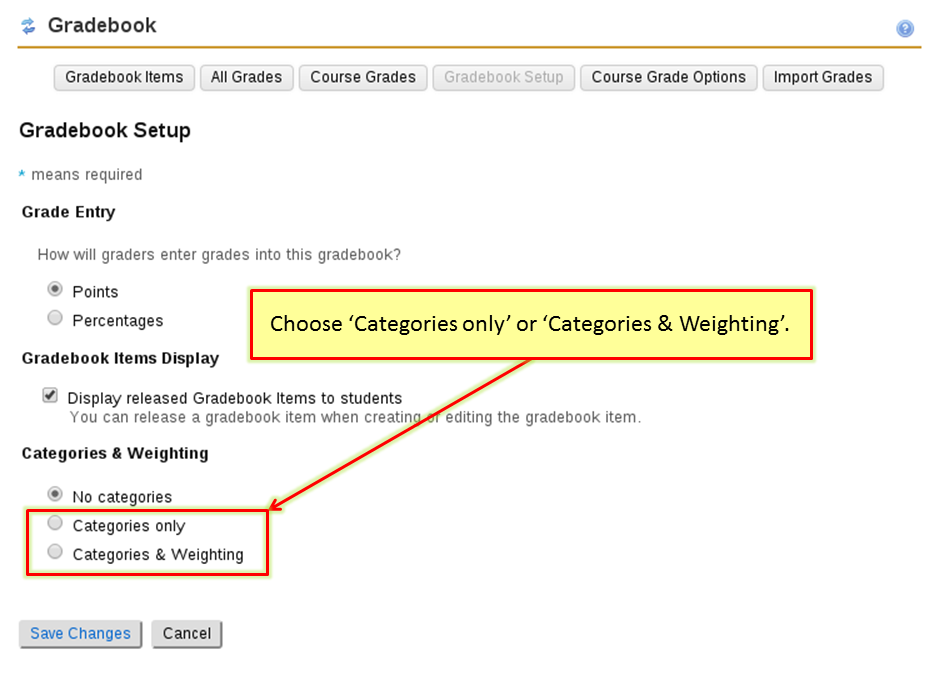 Gradebook
Gradebook Items All Grades Course Grades Gradebook Setup Course Grade Options Import Grades
Gradebook Setup
* means required
Grade Entry
How will graders enter grades into this gradebook?
Points
Percentages
Choose ‘Categories only’ or ‘Categories & Weighting’.
Gradebook Items Display
Display released Gradebook Items to students
You can release a gradebook item when creating or editing the gradebook item.
Categories & Weighting
No categories
Categories only
Categories & Weighting
Save Changes Cancel